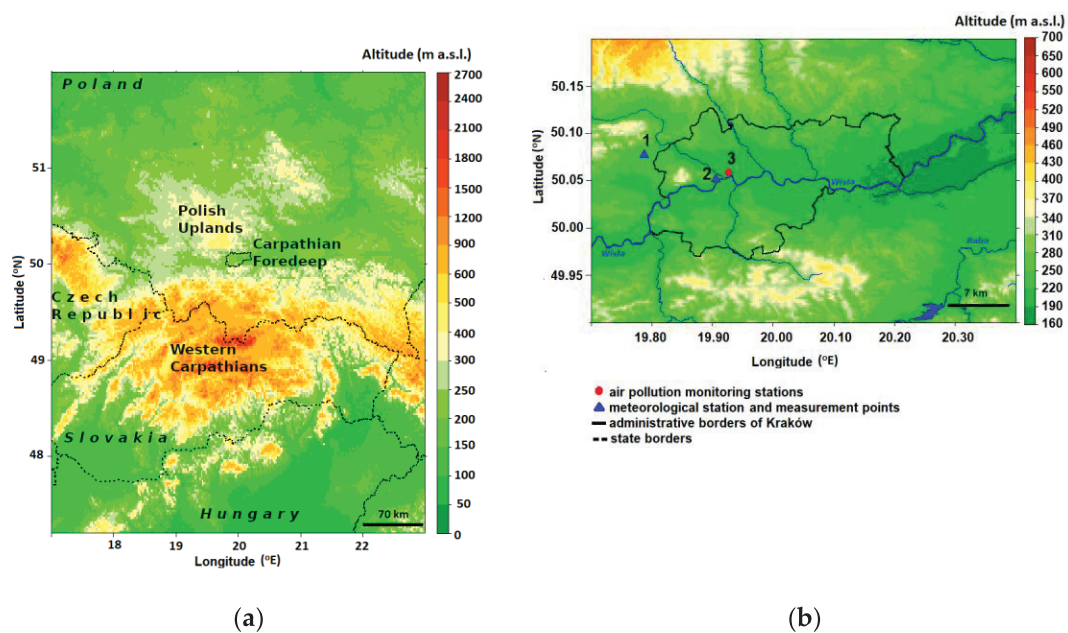 Altitude (m a.s.l.)
2700
2400
2100
1800
1500
1200
900
600
500
400
300
250
200
150
100
50
0
Poland
Polish
Uplands
Carpathian
Foredeep
Czech
Republic
Western
Carpathians
Slovakia
Hungary
70 km
Latitude (°N)
51
50
49
48
18 19 20 21 22
Longitude (°E)
(a)
Altitude (m a.s.l.)
700
650
600
550
520
490
460
430
400
370
340
310
280
250
220
190
160
1
2
3
Wisła
Wisła
Raba
7 km
Latitude (°N)
50.15
50.10
50.05
50.00
49.95
19.80 19.90 20.00 20.10 20.20 20.30
Longitude (°E)
air pollution monitoring stations
meteorological station and measurement points
administrative borders of Kraków
state borders
(b)